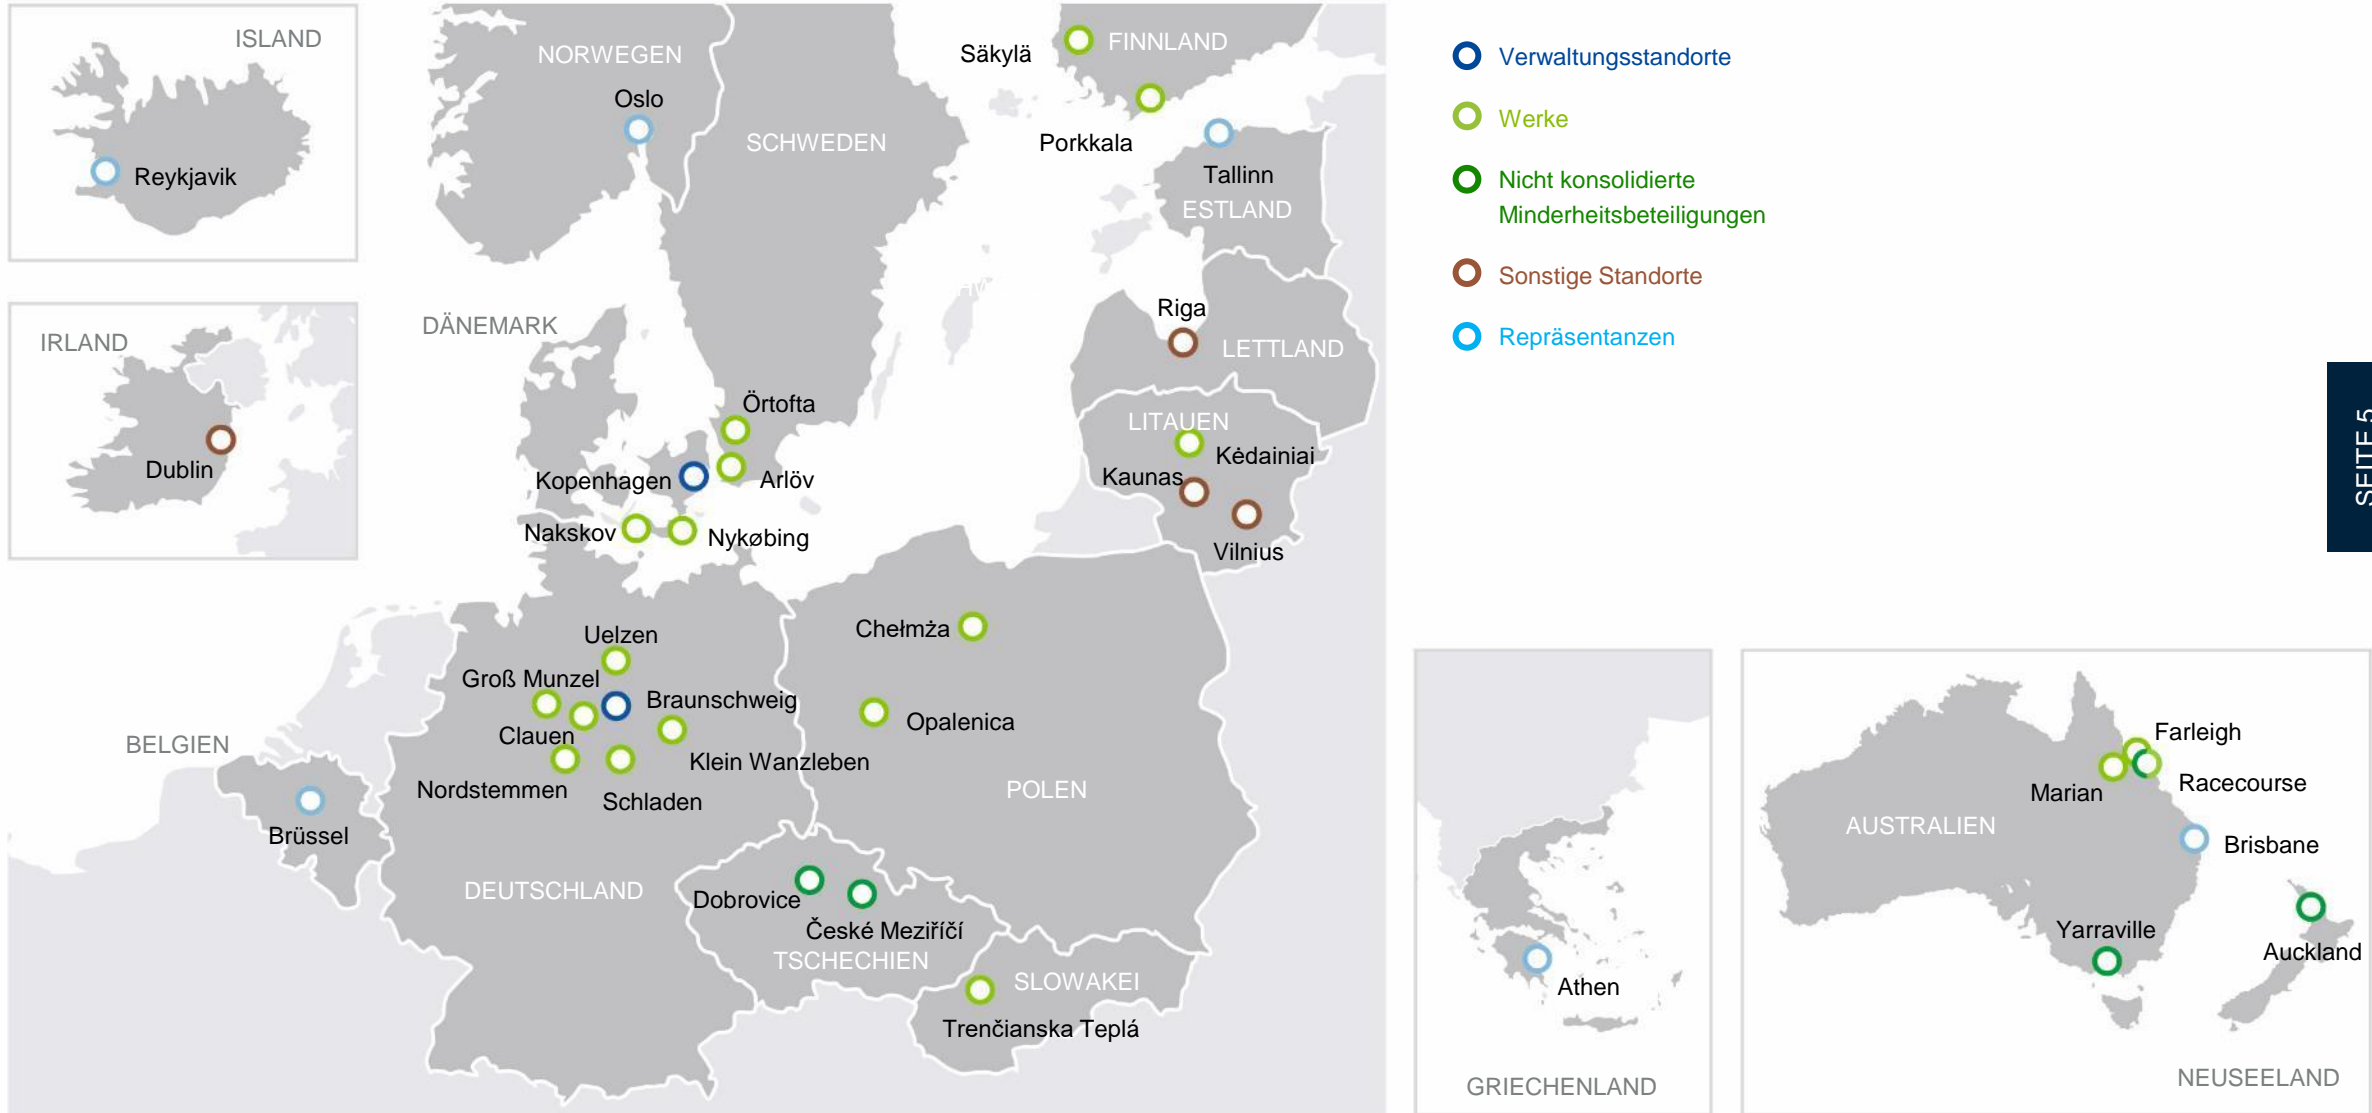 ISLAND
Reykjavik
IRLAND
Dublin
NORWEGEN
Oslo
SCHWEDEN
Säkylä
FINNLAND
Porkkala
Tallinn
ESTLAND
Riga
LETTLAND
LITAUEN
Kėdainiai
Kaunas
Vilnius
DÄNEMARK
Örtofta
Kopenhagen
Arlöv
Nakskov
Nykøbing
Uelzen
Groß Munzel
Braunschweig
Clauen
Klein Wanzleben
Nordstemmen
Schladen
Chełmża
Opalenica
POLEN
BELGIEN
Brüssel
DEUTSCHLAND
Dobrovice
České Meziříčí
TSCHECHIEN
SLOWAKEI
Trenčianska Teplá
Verwaltungsstandorte
Werke
Nicht konsolidierte
Minderheitsbeteiligungen
Sonstige Standorte
Repräsentanzen
SEITE 5
Athen
GRIECHENLAND
Farleigh
Racecourse
Marian
AUSTRALIEN
Brisbane
Yarraville
Auckland
NEUSEELAND